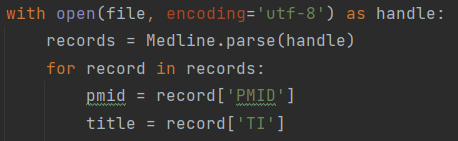 with open(file, encoding='utf-8') as handle:
    records = Medline.parse(handle)
    for record in records:
        pmid = record['PMID']
        title = record['TI']